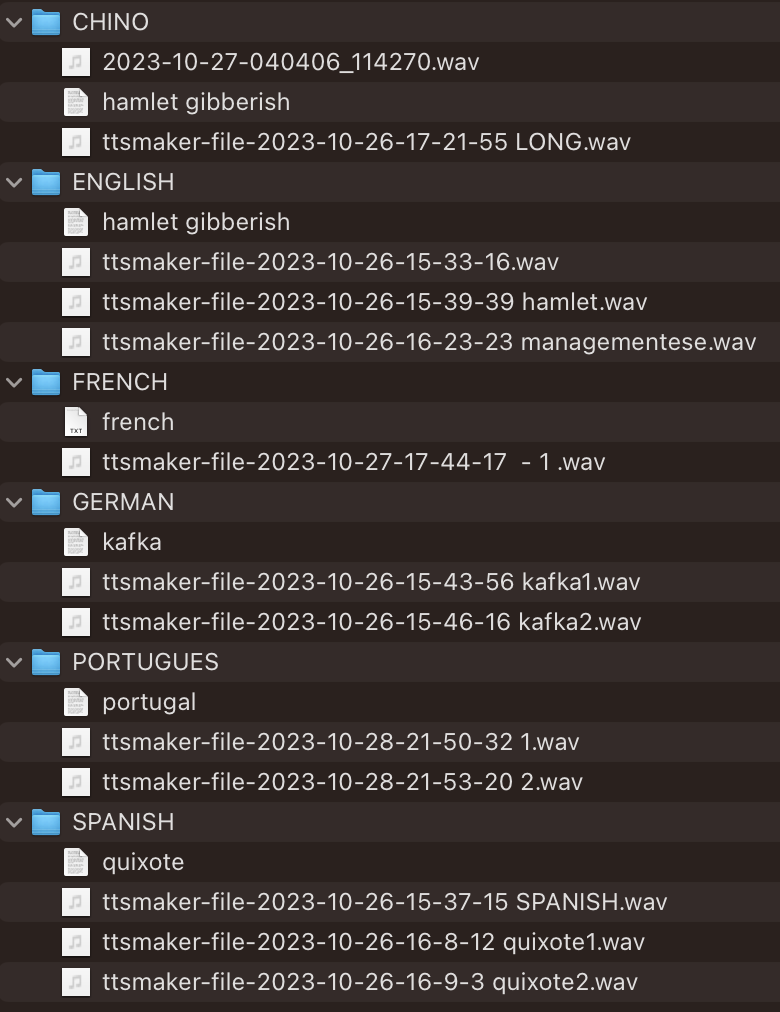 CHINO
2023-10-27-040406_114270.wav
hamlet gibberish
ttsmaker-file-2023-10-26-17-21-55 LONG.wav
ENGLISH
hamlet gibberish
ttsmaker-file-2023-10-26-15-33-16.wav
ttsmaker-file-2023-10-26-15-39-39 hamlet.wav
ttsmaker-file-2023-10-26-16-23-23 managementese.wav
FRENCH
TXT french
ttsmaker-file-2023-10-27-17-44-17  - 1 .wav
GERMAN
kafka
ttsmaker-file-2023-10-26-15-43-56 kafka1.wav
ttsmaker-file-2023-10-26-15-46-16 kafka2.wav
PORTUGUES
portugal
ttsmaker-file-2023-10-28-21-50-32 1.wav
ttsmaker-file-2023-10-28-21-53-20 2.wav
SPANISH
quixote
ttsmaker-file-2023-10-26-15-37-15 SPANISH.wav
ttsmaker-file-2023-10-26-16-8-12 quixote1.wav
ttsmaker-file-2023-10-26-16-9-3 quixote2.wav